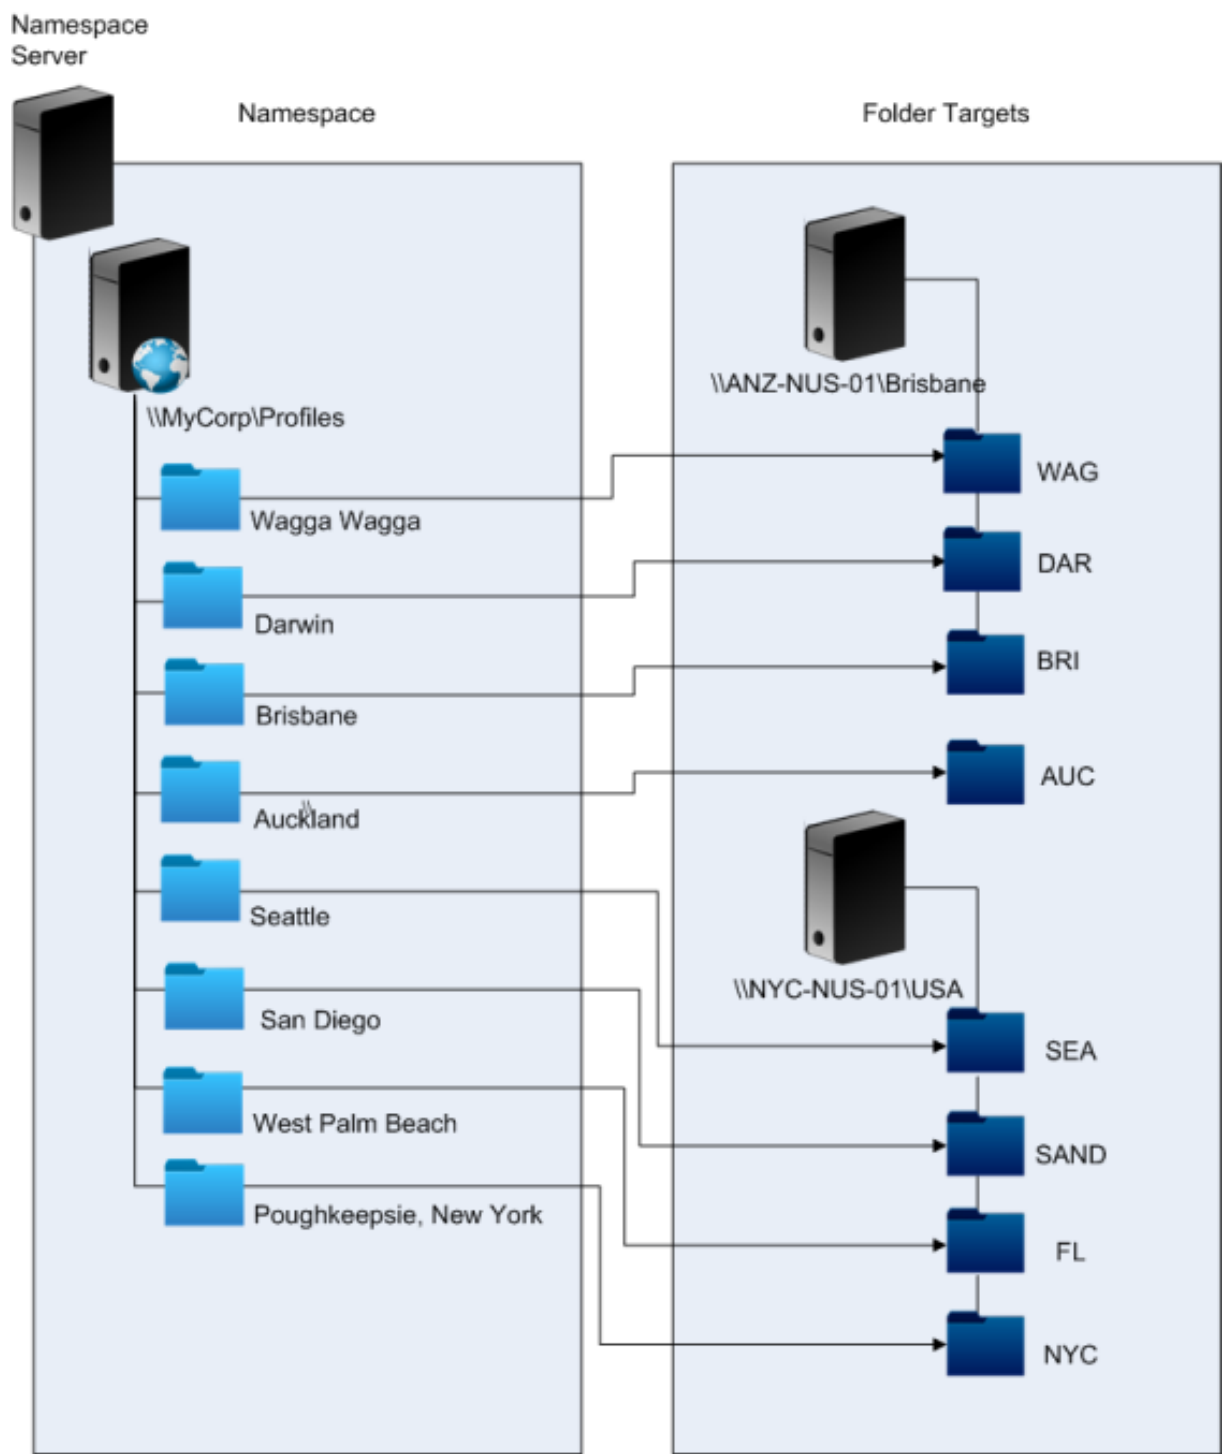 Namespace
Server
Namespace
Folder Targets
\\MyCorp\Profiles
Wagga Wagga
Darwin
Brisbane
Auckland
\\
Seattle
San Diego
West Palm Beach
Poughkeepsie, New York
\\ANZ-NUS-01\Brisbane
WAG
DAR
BRI
AUC
\\NYC-NUS-01\USA
SEA
SAND
FL
NYC